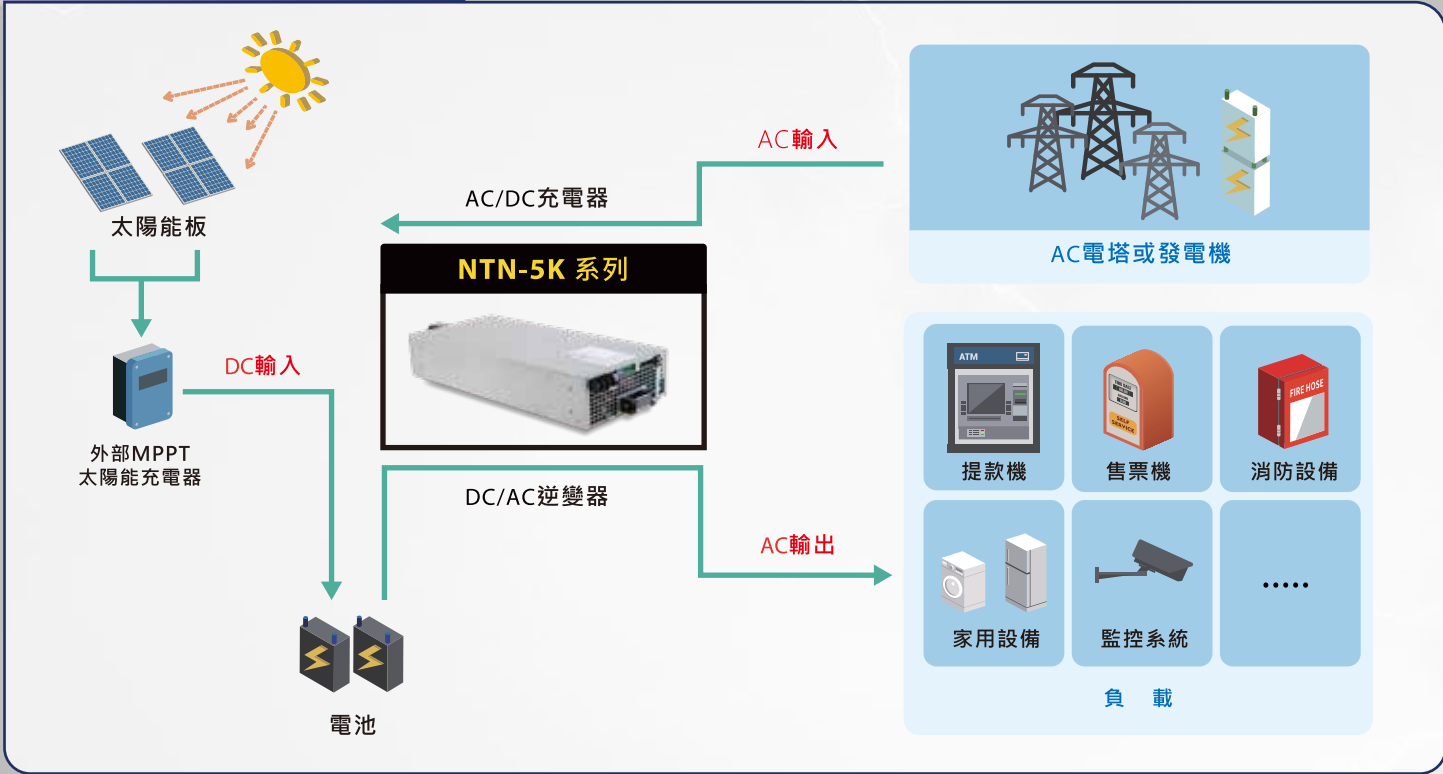 太陽能板
外部MPPT
太陽能充電器
DC輸入
電池
AC/DC充電器
NTN-5K 系列
DC/AC逆變器
AC輸入
AC輸出
AC電塔或發電機
ATM
提款機
SELF
SERVICE
售票機
FIRE HOSE
消防設備
家用設備
監控系統
.....
負 載